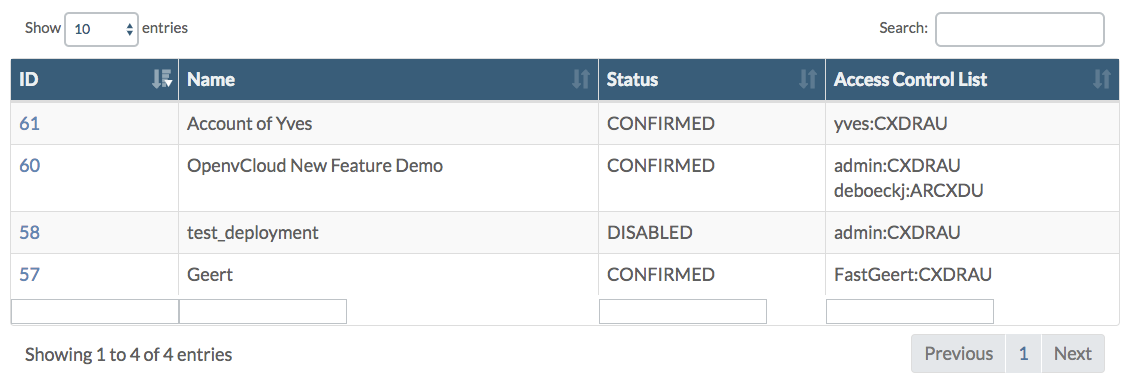 Show 10 entries Search:
ID Name Status Access Control List
61 Account of Yves CONFIRMED yves:CXDRAU
60 OpenvCloud New Feature Demo CONFIRMED admin:CXDRAU
deboeckj:ARCXDU
58 test_deployment DISABLED admin:CXDRAU
57 Geert CONFIRMED FastGeert:CXDRAU
Showing 1 to 4 of 4 entries Previous 1 Next